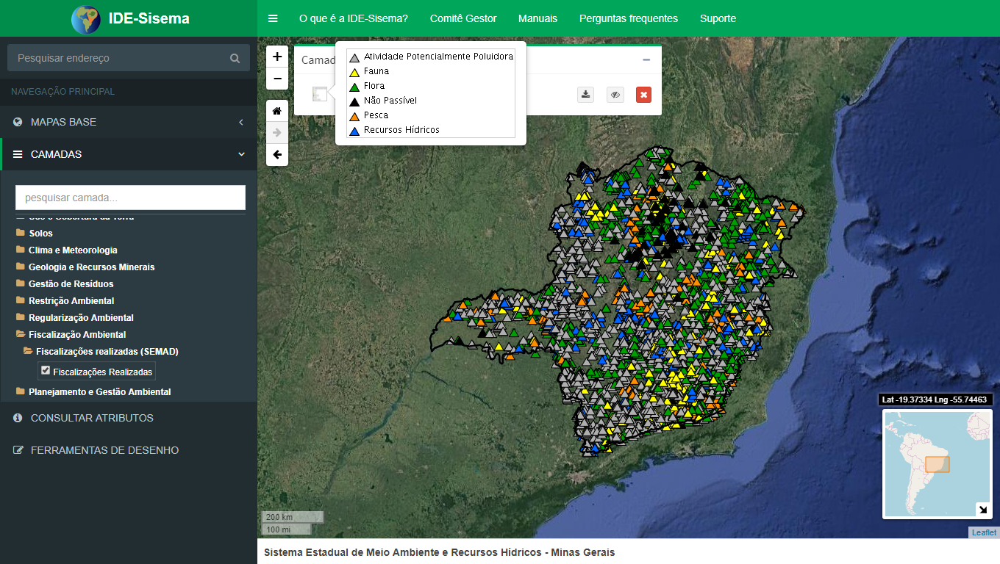 IDE-Sisema
O que é a IDE-Sisema?
Comitê Gestor
Manuais
Perguntas frequentes
Suporte
Pesquisar endereço
NAVEGAÇÃO PRINCIPAL
MAPAS BASE
CAMADAS
pesquisar camada...
Solos
Clima e Meteorologia
Geologia e Recursos Minerais
Gestão de Resíduos
Restrição Ambiental
Regularização Ambiental
Fiscalização Ambiental
Fiscalizações realizadas (SEMAD)
Fiscalizações Realizadas
Planejamento e Gestão Ambiental
CONSULTAR ATRIBUTOS
FERRAMENTAS DE DESENHO
+
−
Camad
Atividade Potencialmente Poluidora
Fauna
Flora
Não Passível
Pesca
Recursos Hídricos
Lat -19.37334 Lng -55.74463
200 km
100 mi
Leaflet
Sistema Estadual de Meio Ambiente e Recursos Hídricos - Minas Gerais